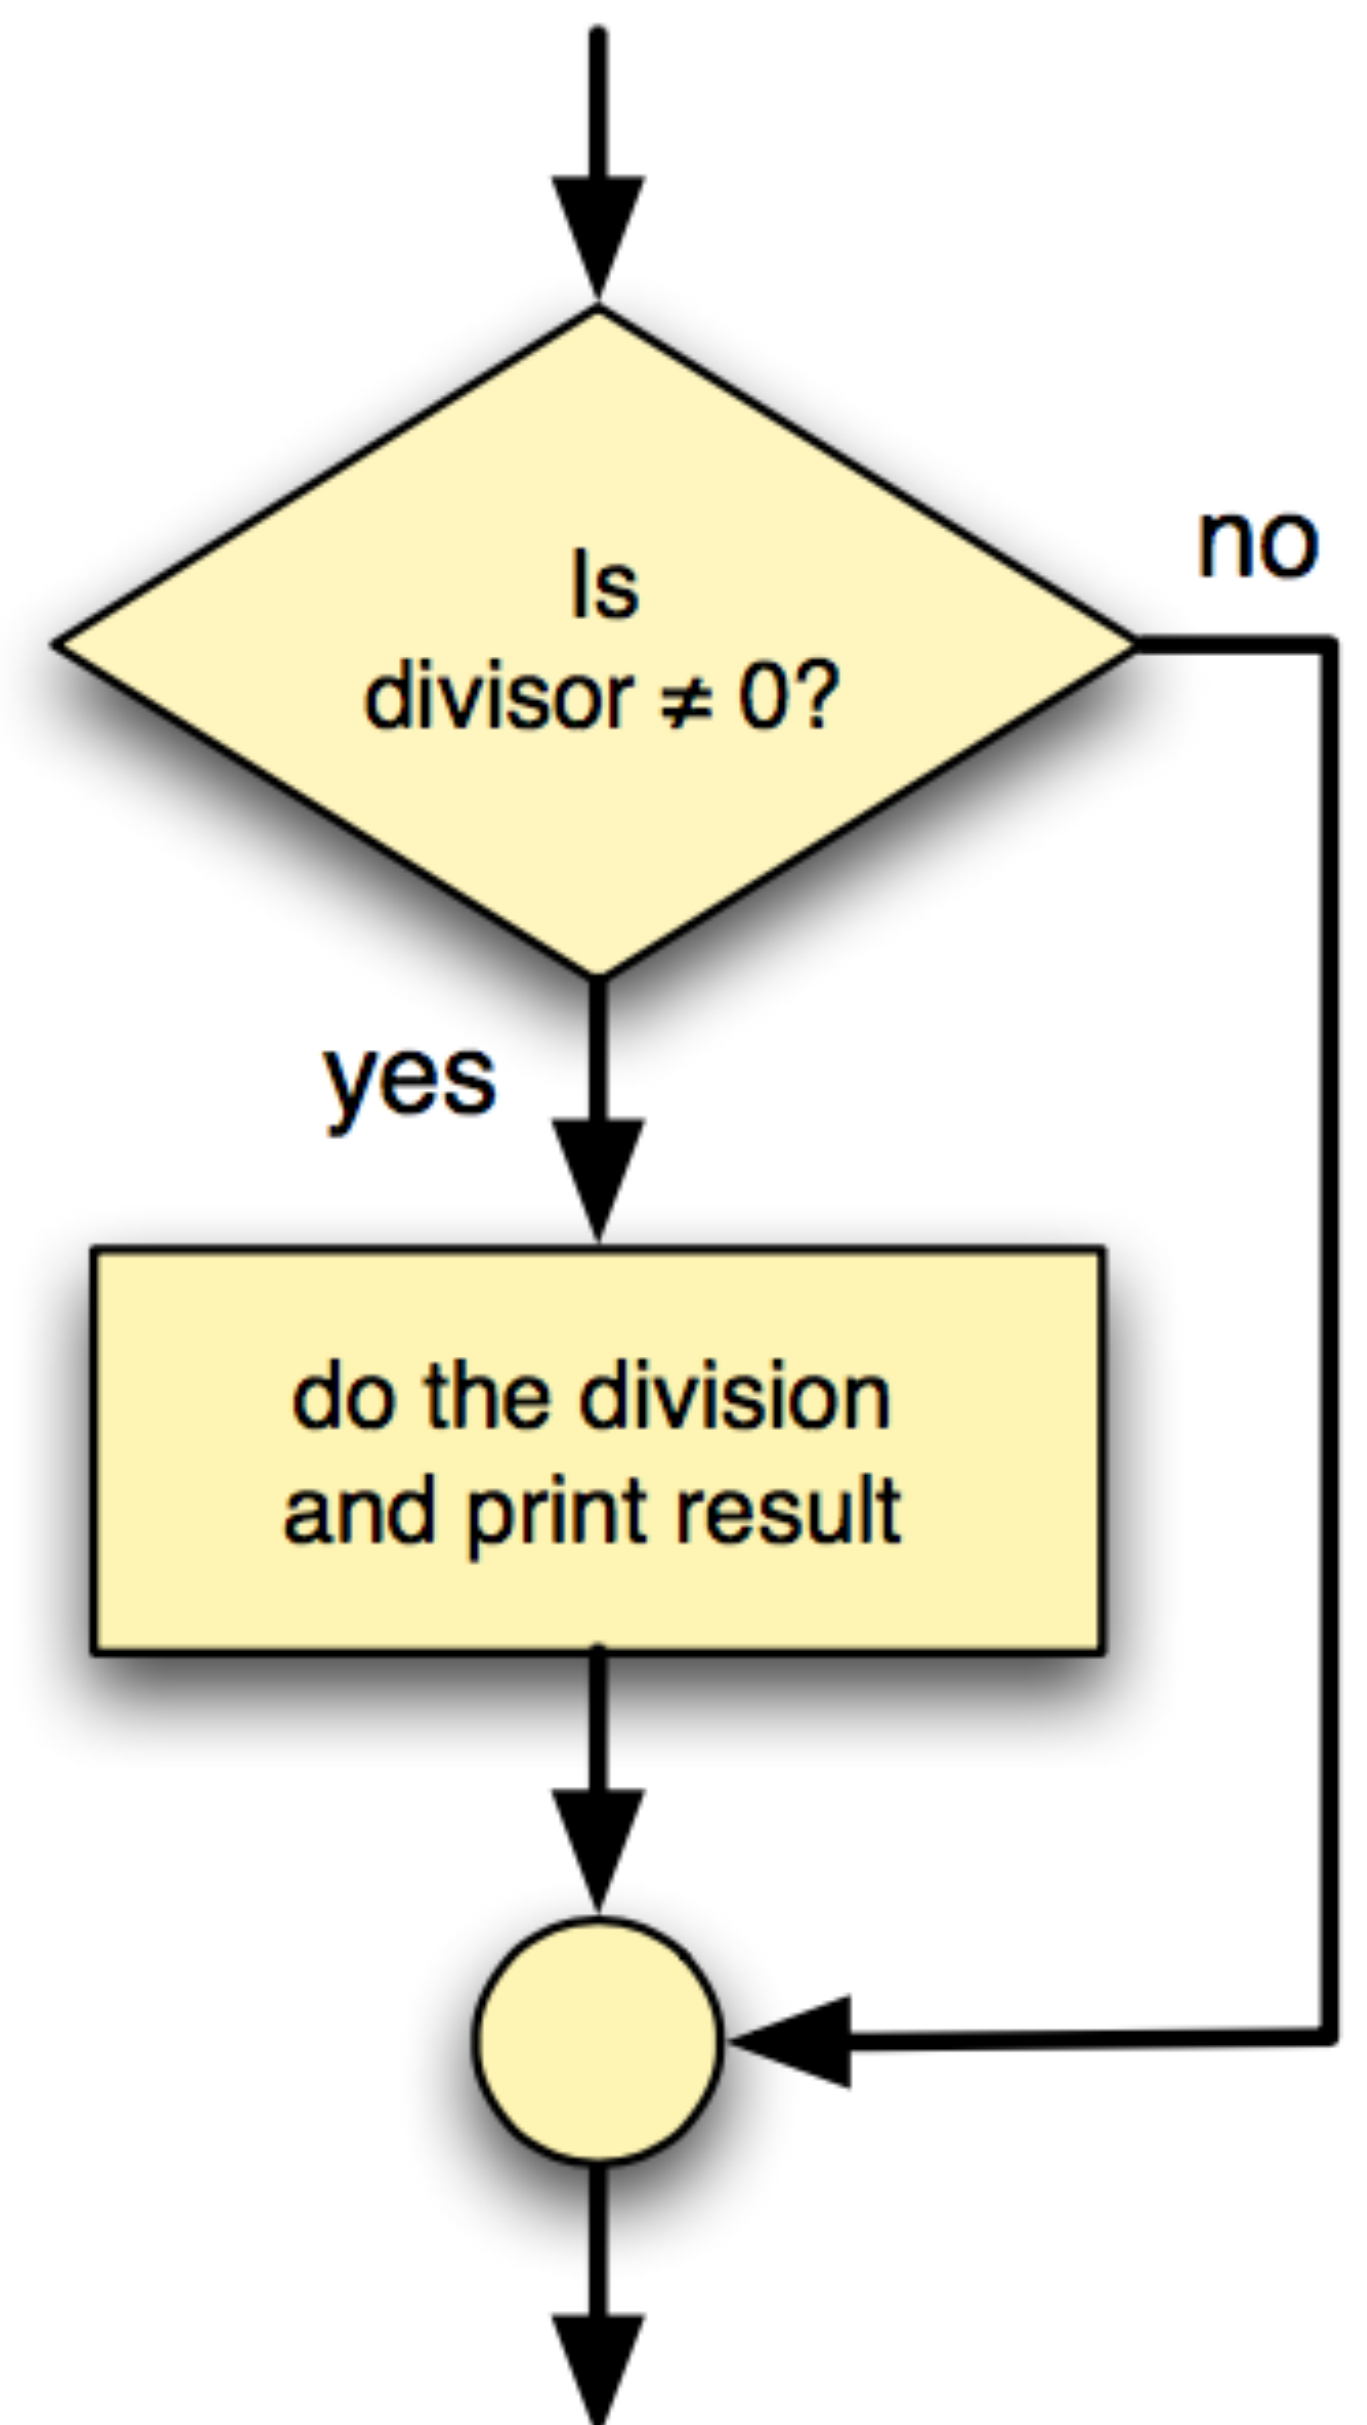 Is
divisor ≠ 0?
no
yes
do the division
and print result